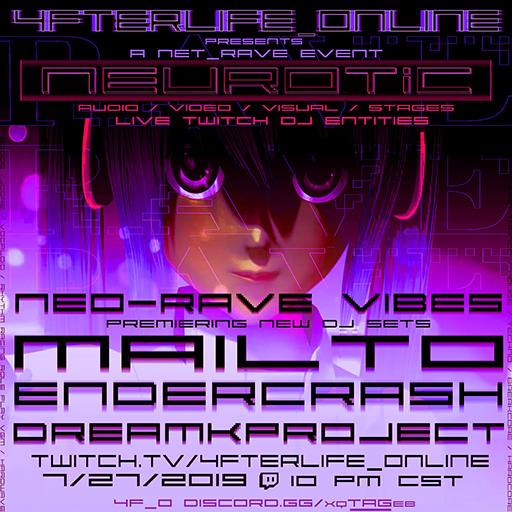 4FTERLIFE_ONLINE
PRESENTS
A NET_RAVE EVENT
NEUROTiC
AUDIO / VIDEO / VISUAL / STAGES
LIVE TWITCH DJ ENTITIES
NEO-RAVE VIBES
PREMIERING NEW DJ SETS
MAILTO
ENDERCRASH
DREAMKPROJECT
TWITCH.TV/4FTERLIFE_ONLINE
7/27/2019 10 PM CST
4F_O DISCORD.GG/XQTAGEB